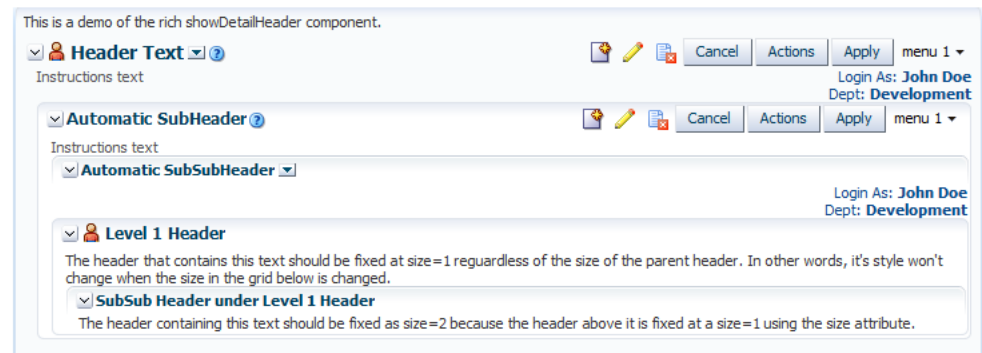 This is a demo of the rich showDetailHeader component.
Header Text Cancel Actions Apply menu 1
Instructions text
Login As: John Doe
Dept: Development
Automatic SubHeader Cancel Actions Apply menu 1
Instructions text
Automatic SubSubHeader
Login As: John Doe
Dept: Development
Level 1 Header
The header that contains this text should be fixed at size=1 reguardless of the size of the parent header. In other words, it's style won't
change when the size in the grid below is changed.
SubSub Header under Level 1 Header
The header containing this text should be fixed as size=2 because the header above it is fixed at a size=1 using the size attribute.